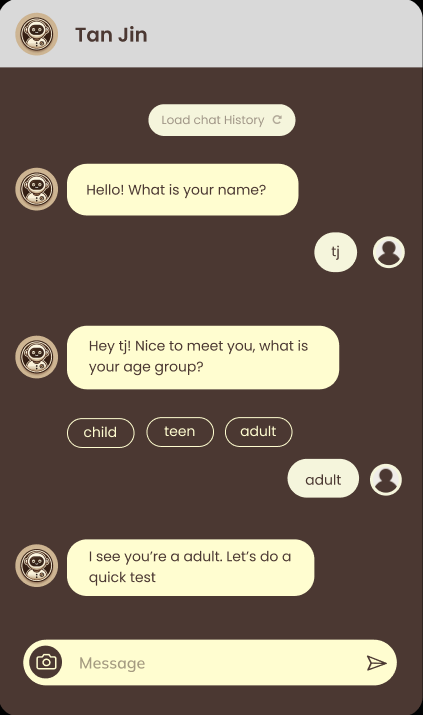 Tan Jin
Load chat History
Hello! What is your name?
tj
Hey tj! Nice to meet you, what is
your age group?
child teen adult
adult
I see you’re a adult. Let’s do a
quick test
Message